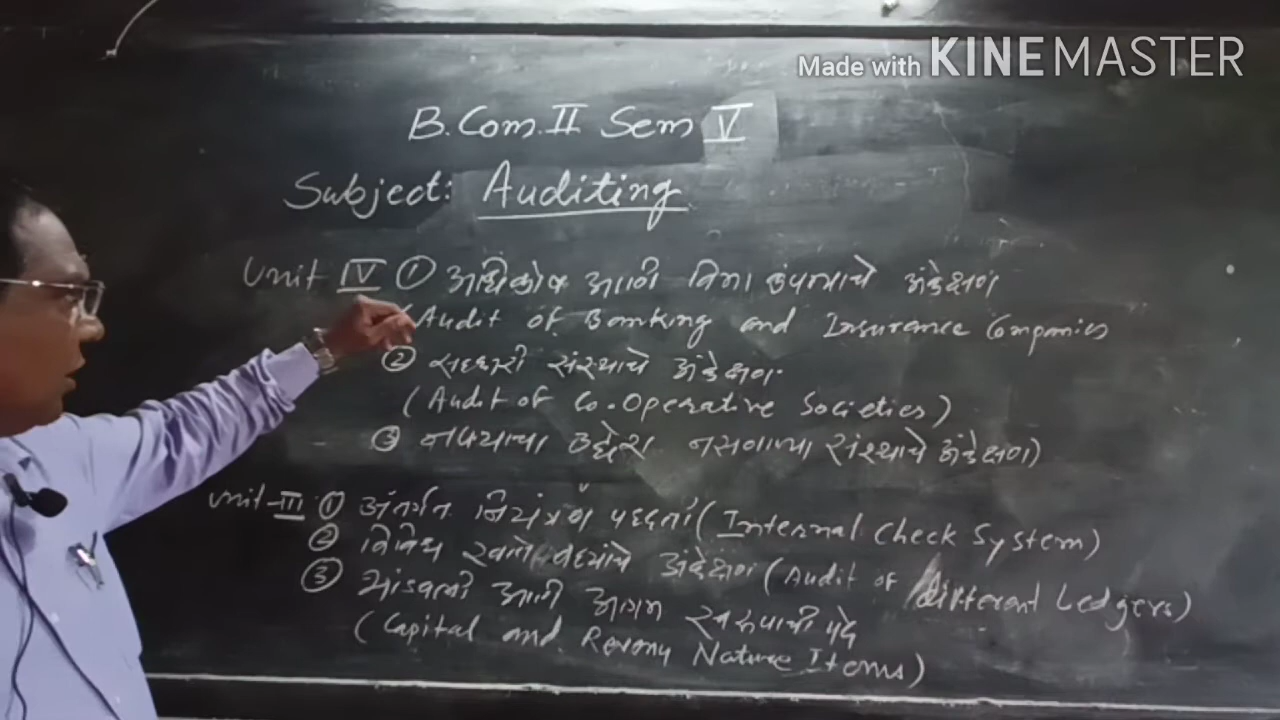 Made with KINEMASTER
B.Com.II Sem V
Subject: Auditing
Unit IV ① अधिकोष आणी विमा कंपन्याचे अंकेक्षण
(Audit of Banking and Insurance Companies
② सहकारी संस्थाचे अंकेक्षण.
(Audit of Co.Operative Societies)
③ नफ्याचा उद्देश नसणाऱ्या संस्थाचे अंकेक्षण)
Unit-III ① अंतर्गत नियंत्रण पद्धती (Internal Check System)
② विविध खाते वह्यांचे अंकेक्षण (Audit of different Ledgers)
③ भांडवली आणी आगम स्वरूपाची पदे
(Capital and Nature Items)